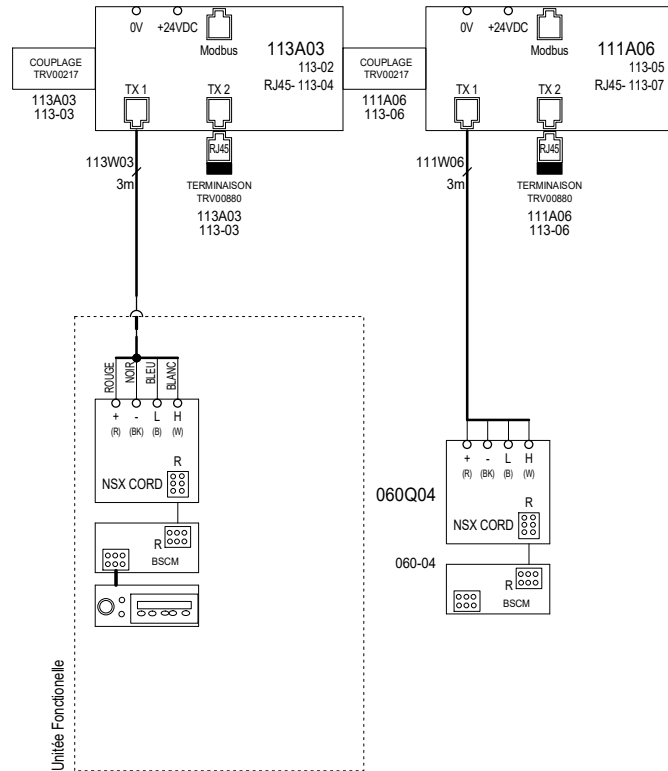 0V
+24VDC
Modbus
113A03
113-02
RJ45- 113-04
COUPLAGE
TRV00217
113A03
113-03
TX 1
TX 2
RJ45
TERMINAISON
TRV00880
113A03
113-03
113W03
3m
COUPLAGE
TRV00217
111A06
113-06
0V
+24VDC
Modbus
111A06
113-05
RJ45- 113-07
TX 1
TX 2
RJ45
TERMINAISON
TRV00880
111A06
113-06
111W06
3m
ROUGE
NOIR
BLEU
BLANC
+ - L H
(R) (BK) (B) (W)
R
NSX CORD
R
BSCM
Unitée Fonctionelle
+ - L H
(R) (BK) (B) (W)
060Q04
R
NSX CORD
060-04
R
BSCM